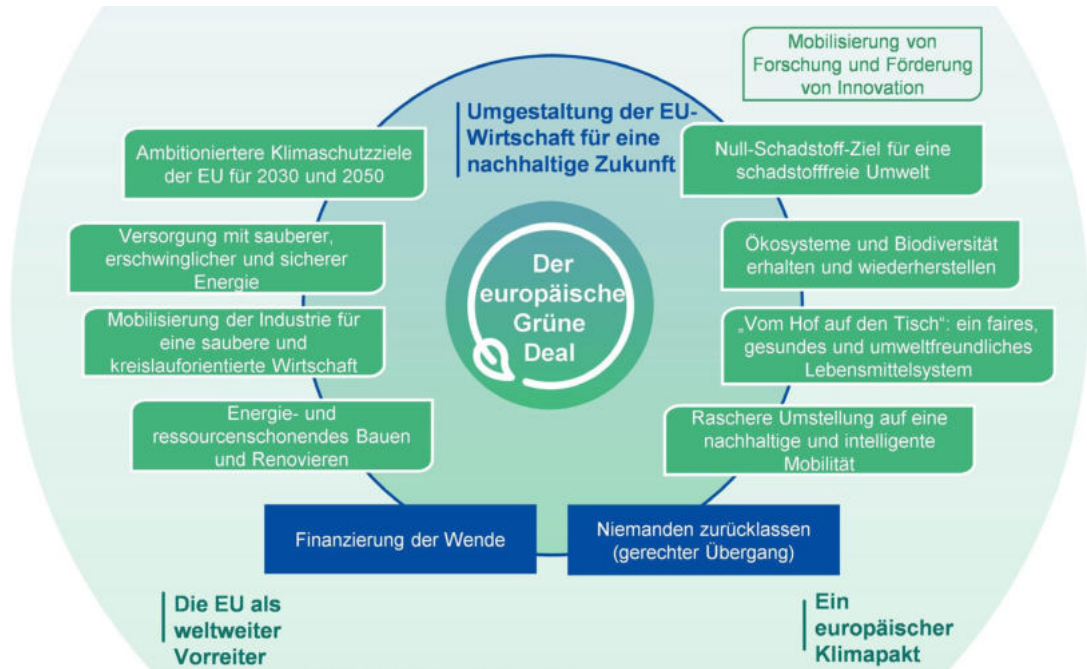 Mobilisierung von
Forschung und Förderung
von Innovation
Umgestaltung der EU-
Wirtschaft für eine
nachhaltige Zukunft
Ambitioniertere Klimaschutzziele
der EU für 2030 und 2050
Null-Schadstoff-Ziel für eine
schadstofffreie Umwelt
Versorgung mit sauberer,
erschwinglicher und sicherer
Energie
Ökosysteme und Biodiversität
erhalten und wiederherstellen
Der
europäische
Grüne
Deal
Mobilisierung der Industrie für
eine saubere und
kreislauforientierte Wirtschaft
„Vom Hof auf den Tisch“: ein faires,
gesundes und umweltfreundliches
Lebensmittelsystem
Energie- und
ressourcenschonendes Bauen
und Renovieren
Raschere Umstellung auf eine
nachhaltige und intelligente
Mobilität
Finanzierung der Wende
Niemanden zurücklassen
(gerechter Übergang)
Die EU als
weltweiter
Vorreiter
Ein
europäischer
Klimapakt